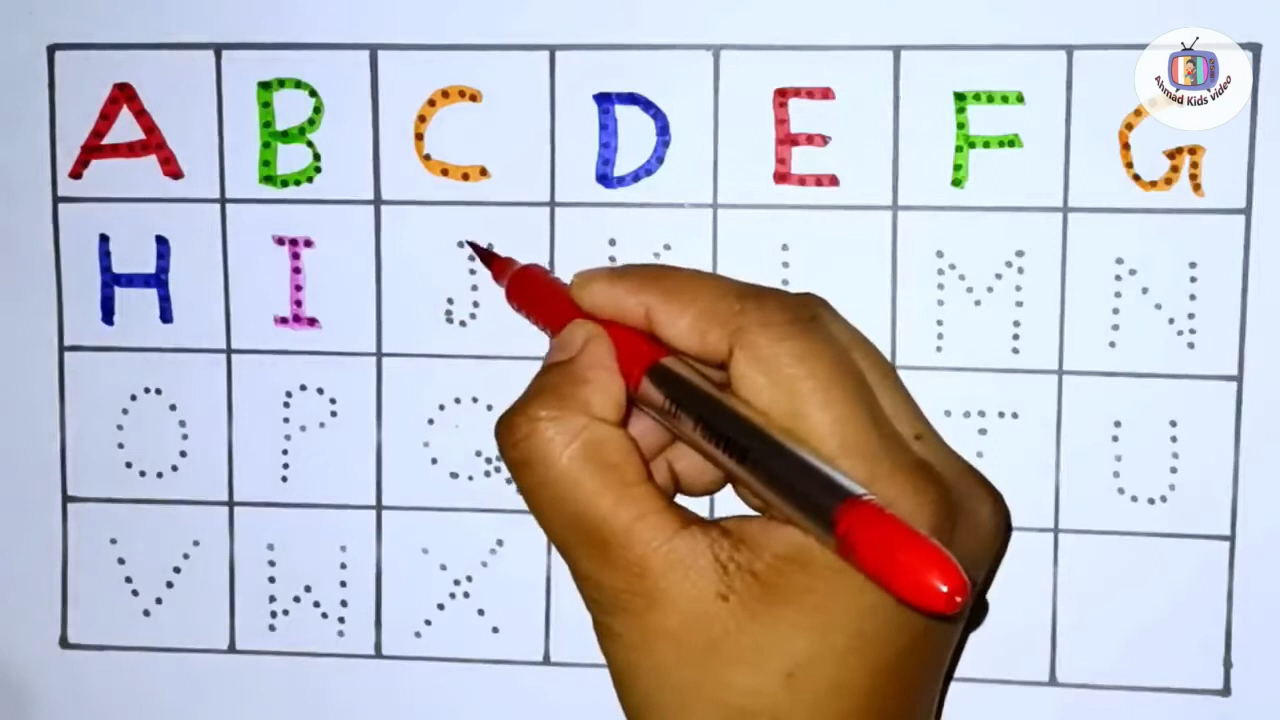 A B C D E F G
H I J K L M N
O P Q T U
V W X
Ahmad Kids video